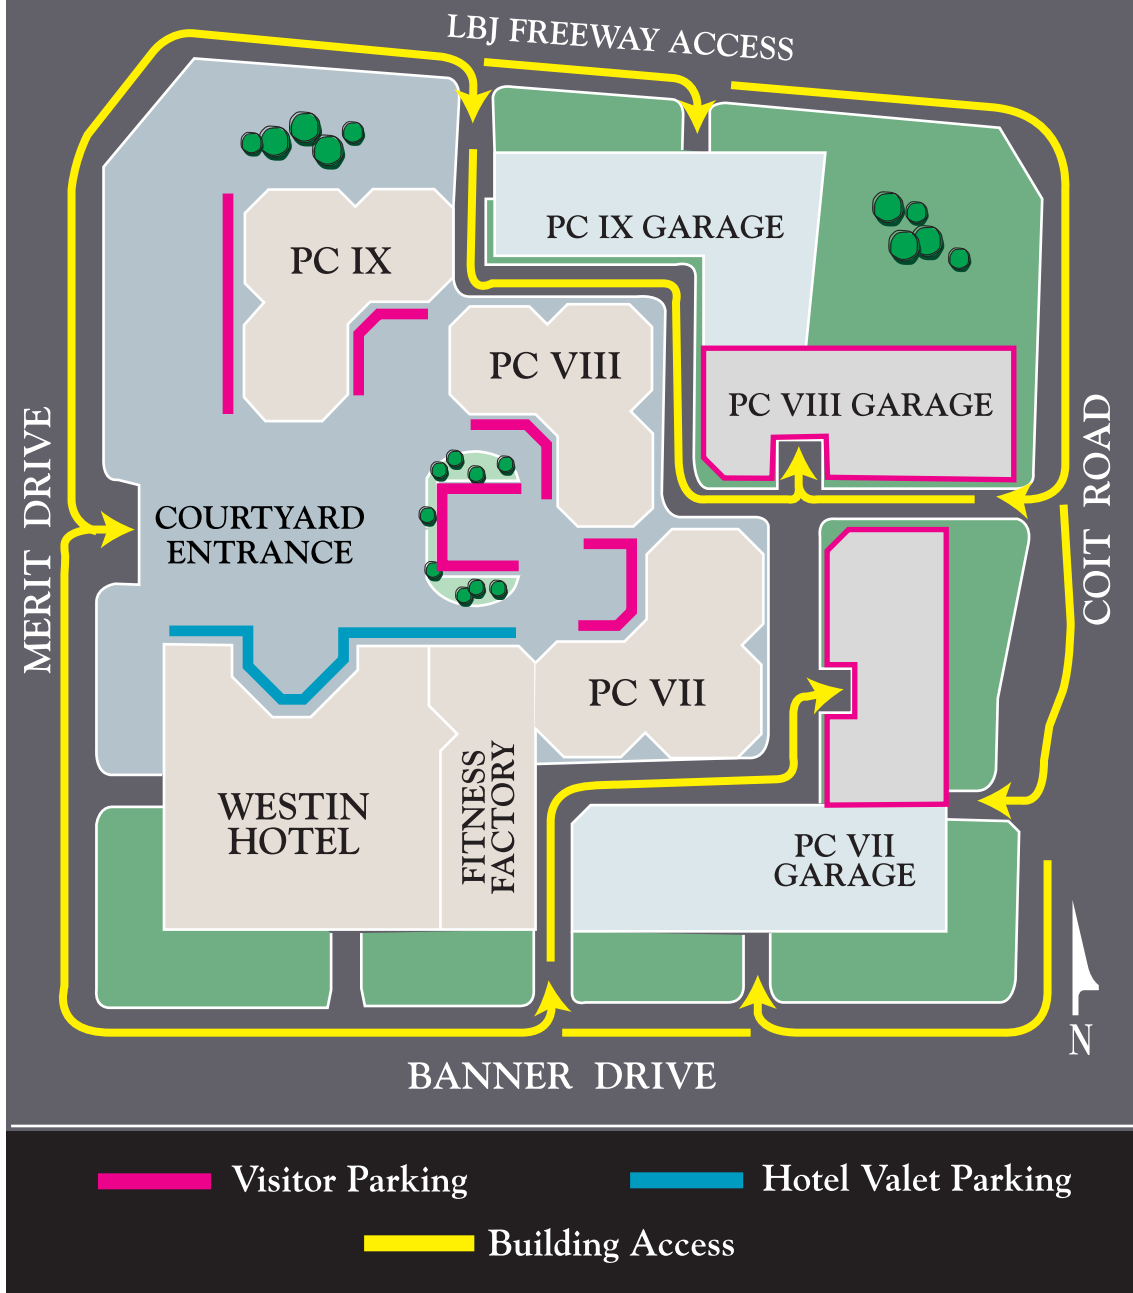 LBJ FREEWAY ACCESS
PC IX GARAGE
PC IX
PC VIII
PC VIII GARAGE
MERIT DRIVE
COIT ROAD
COURTYARD
ENTRANCE
PC VII
WESTIN
HOTEL
FITNESS
FACTORY
PC VII
GARAGE
N
BANNER DRIVE
Visitor Parking
Hotel Valet Parking
Building Access